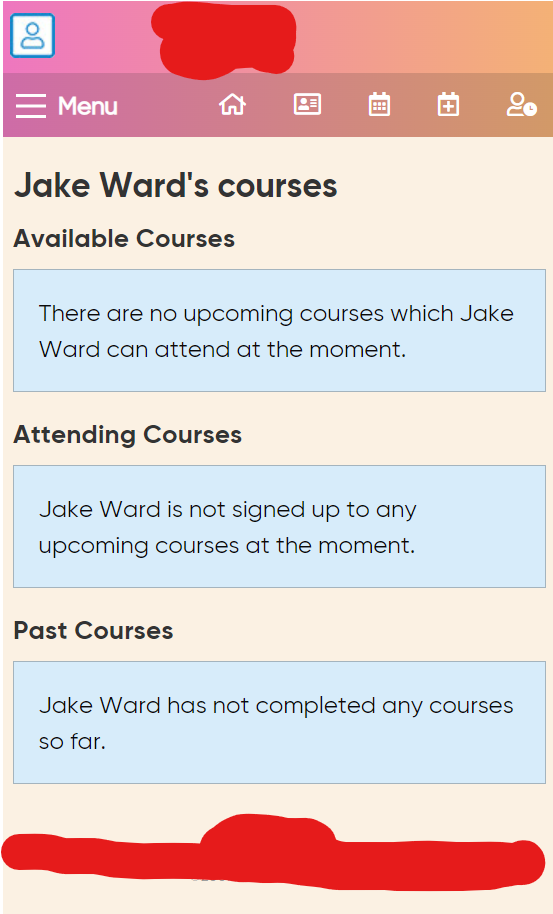 Menu
Jake Ward's courses
Available Courses
There are no upcoming courses which Jake
Ward can attend at the moment.
Attending Courses
Jake Ward is not signed up to any
upcoming courses at the moment.
Past Courses
Jake Ward has not completed any courses
so far.